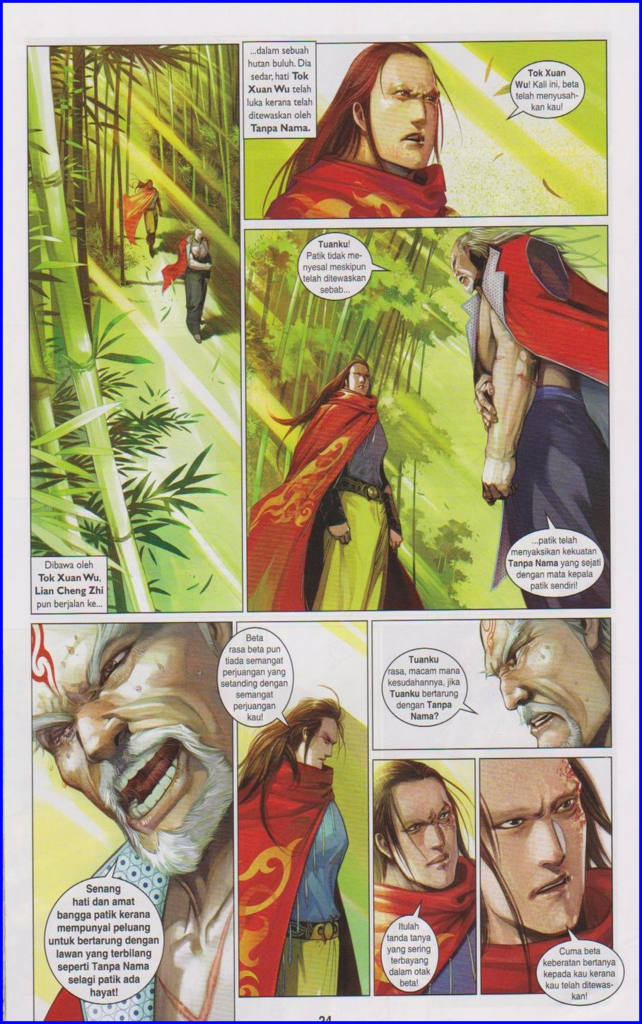 Dibawa oleh
Tok Xuan Wu,
Lian Cheng Zhi
pun berjalan ke...
...dalam sebuah
hutan buluh. Dia
sedar, hati Tok
Xuan Wu telah
luka kerana telah
ditewaskan oleh
Tanpa Nama.
Tok Xuan
Wu! Kali ini, beta
telah menyusah-
kan kau!
Tuanku!
Patik tidak me-
nyesal meskipun
telah ditewaskan
sebab...
...patik telah
menyaksikan kekuatan
Tanpa Nama yang sejati
dengan mata kepala
patik sendiri!
Senang
hati dan amat
bangga patik kerana
mempunyai peluang
untuk bertarung dengan
lawan yang terbilang
seperti Tanpa Nama
selagi patik ada
hayat!
Beta
rasa beta pun
tiada semangat
perjuangan yang
setanding dengan
semangat
perjuangan
kau!
Tuanku
rasa, macam mana
kesudahannya, jika
Tuanku bertarung
dengan Tanpa
Nama?
Itulah
tanda tanya
yang sering
terbayang
dalam otak
beta!
Cuma beta
keberatan bertanya
kepada kau kerana
kau telah ditewas-
kan!
24